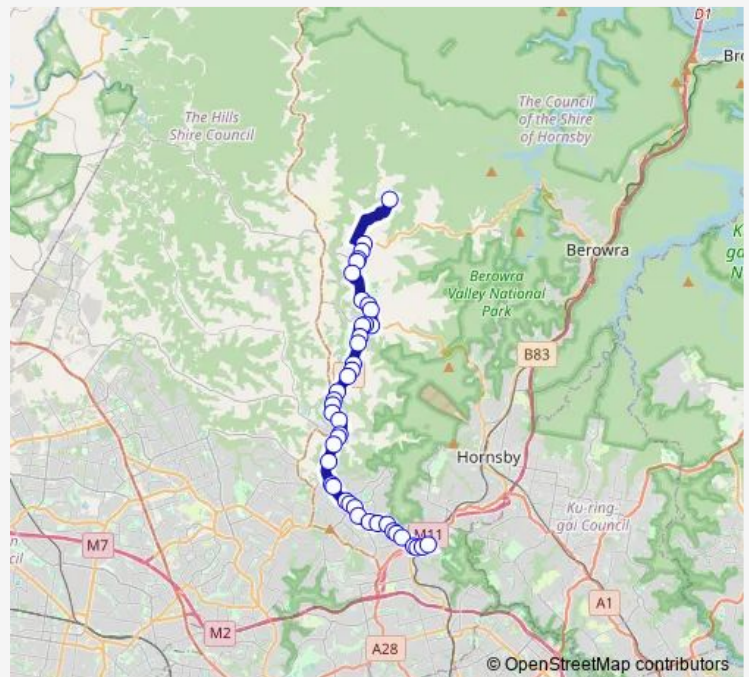 D1
Bro
The Hills
Shire Council
The Council
of the Shire
of Hornsby
Berowra
Berowra
Valley National
Park
B83
Hornsby
Ku-ring-
gai Council
M11
M7
M2
A1
A28
© OpenStreetMap contributors